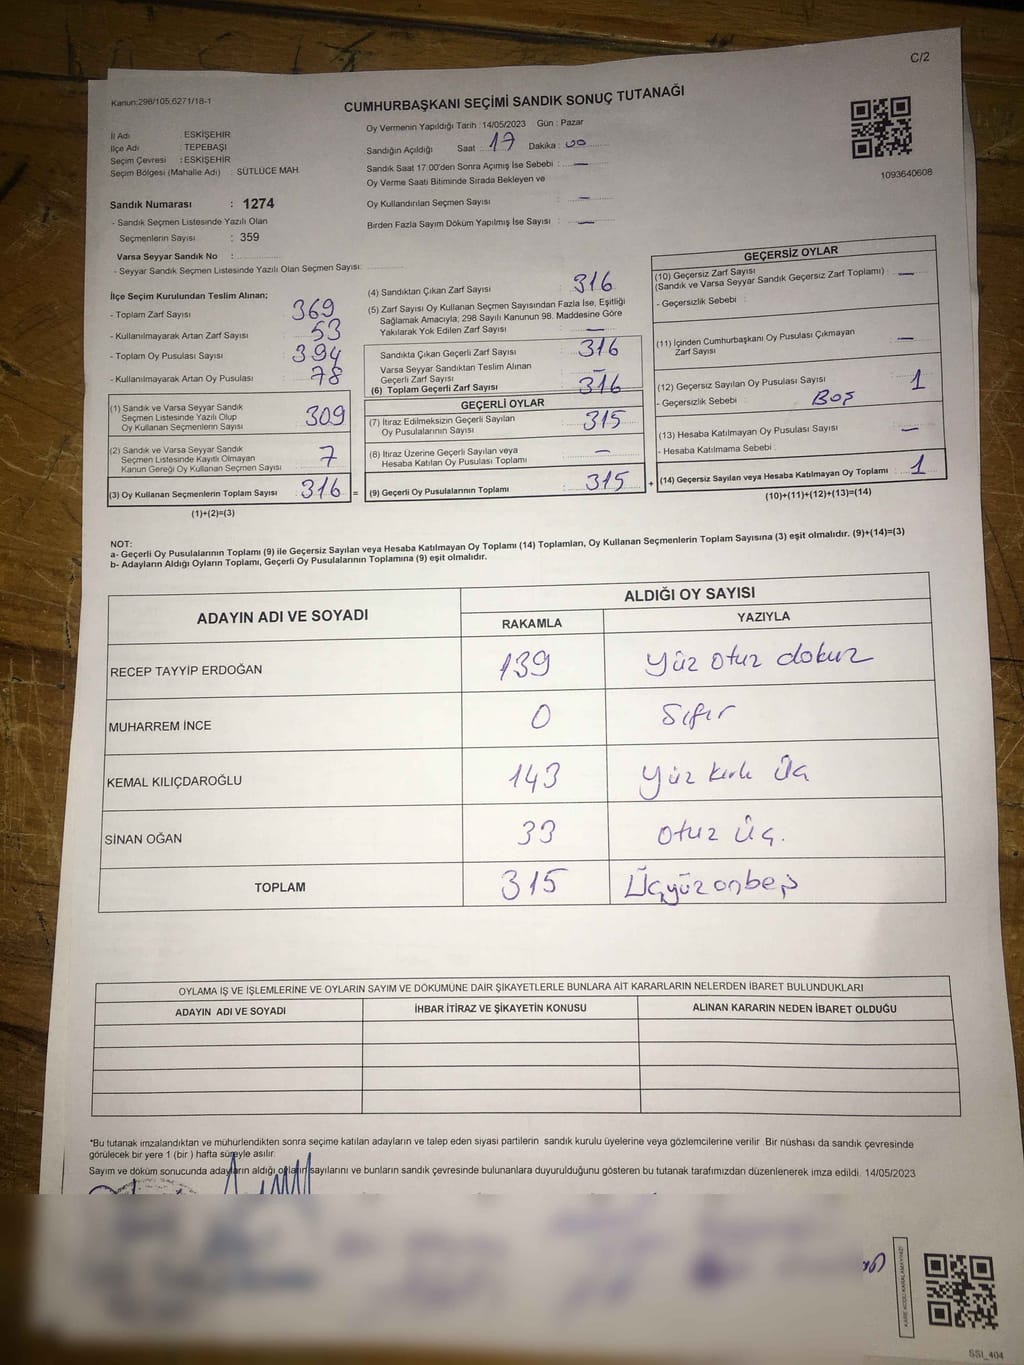 C/2
Kanun:298/105;6271/18-1
CUMHURBAŞKANI SEÇİMİ SANDIK SONUÇ TUTANAĞI
İl Adı : ESKİŞEHİR
İlçe Adı : TEPEBAŞI
Seçim Çevresi : ESKİŞEHİR
Seçim Bölgesi (Mahalle Adı) : SÜTLÜCE MAH.
Oy Vermenin Yapıldığı Tarih : 14/05/2023 Gün : Pazar
Sandığın Açıldığı Saat : 17 Dakika : 00
Sandık Saat 17:00'den Sonra Açımış İse Sebebi : —
Oy Verme Saati Bitiminde Sırada Bekleyen ve
Oy Kullandırılan Seçmen Sayısı : —
Birden Fazla Sayım Döküm Yapılmış İse Sayısı : —
1093640608
Sandık Numarası : 1274
- Sandık Seçmen Listesinde Yazılı Olan
Seçmenlerin Sayısı : 359
Varsa Seyyar Sandık No :
- Seyyar Sandık Seçmen Listesinde Yazılı Olan Seçmen Sayısı:
İlçe Seçim Kurulundan Teslim Alınan;
- Toplam Zarf Sayısı : 369
- Kullanılmayarak Artan Zarf Sayısı : 53
- Toplam Oy Pusulası Sayısı : 394
- Kullanılmayarak Artan Oy Pusulası : 78
(1) Sandık ve Varsa Seyyar Sandık
Seçmen Listesinde Yazılı Olup
Oy Kullanan Seçmenlerin Sayısı : 309
(2) Sandık ve Varsa Seyyar Sandık
Seçmen Listesinde Kayıtlı Olmayan
Kanun Gereği Oy Kullanan Seçmen Sayısı : 7
(3) Oy Kullanan Seçmenlerin Toplam Sayısı : 316 =
(1)+(2)=(3)
(4) Sandıktan Çıkan Zarf Sayısı : 316
(5) Zarf Sayısı Oy Kullanan Seçmen Sayısından Fazla İse, Eşitliği
Sağlamak Amacıyla; 298 Sayılı Kanunun 98. Maddesine Göre
Yakılarak Yok Edilen Zarf Sayısı : —
Sandıkta Çıkan Geçerli Zarf Sayısı : 316
Varsa Seyyar Sandıktan Teslim Alınan
Geçerli Zarf Sayısı : —
(6) Toplam Geçerli Zarf Sayısı : 316
GEÇERLİ OYLAR
(7) İtiraz Edilmeksizin Geçerli Sayılan
Oy Pusulalarının Sayısı : 315
(8) İtiraz Üzerine Geçerli Sayılan veya
Hesaba Katılan Oy Pusulası Toplamı : —
(9) Geçerli Oy Pusulalarının Toplamı : 315 +
GEÇERSİZ OYLAR
(10) Geçersiz Zarf Sayısı
(Sandık ve Varsa Seyyar Sandık Geçersiz Zarf Toplamı) : —
- Geçersizlik Sebebi :
(11) İçinden Cumhurbaşkanı Oy Pusulası Çıkmayan
Zarf Sayısı : —
(12) Geçersiz Sayılan Oy Pusulası Sayısı : 1
- Geçersizlik Sebebi : BOŞ
(13) Hesaba Katılmayan Oy Pusulası Sayısı : —
- Hesaba Katılmama Sebebi :
(14) Geçersiz Sayılan veya Hesaba Katılmayan Oy Toplamı : 1
(10)+(11)+(12)+(13)=(14)
NOT:
a- Geçerli Oy Pusulalarının Toplamı (9) ile Geçersiz Sayılan veya Hesaba Katılmayan Oy Toplamı (14) Toplamları, Oy Kullanan Seçmenlerin Toplam Sayısına (3) eşit olmalıdır. (9)+(14)=(3)
b- Adayların Aldığı Oyların Toplamı, Geçerli Oy Pusulalarının Toplamına (9) eşit olmalıdır.
ADAYIN ADI VE SOYADI ALDIĞI OY SAYISI
RAKAMLA YAZIYLA
RECEP TAYYİP ERDOĞAN 139 Yüz otuz dokuz
MUHARREM İNCE 0 Sıfır
KEMAL KILIÇDAROĞLU 143 Yüz kırk üç
SİNAN OĞAN 33 Otuz üç.
TOPLAM 315 Üçyüzonbeş
OYLAMA İŞ VE İŞLEMLERİNE VE OYLARIN SAYIM VE DÖKÜMÜNE DAİR ŞİKAYETLERLE BUNLARA AİT KARARLARIN NELERDEN İBARET BULUNDUKLARI
ADAYIN ADI VE SOYADI İHBAR İTİRAZ VE ŞİKAYETİN KONUSU ALINAN KARARIN NEDEN İBARET OLDUĞU
*Bu tutanak imzalandıktan ve mühürlendikten sonra seçime katılan adayların ve talep eden siyasi partilerin sandık kurulu üyelerine veya gözlemcilerine verilir. Bir nüshası da sandık çevresinde
görülecek bir yere 1 (bir ) hafta süreyle asılır.
Sayım ve döküm sonucunda adayların aldığı oyların sayılarını ve bunların sandık çevresinde bulunanlara duyurulduğunu gösteren bu tutanak tarafımızdan düzenlenerek imza edildi. 14/05/2023
KARE KODU KARALAMAYINIZ!
SSI_404